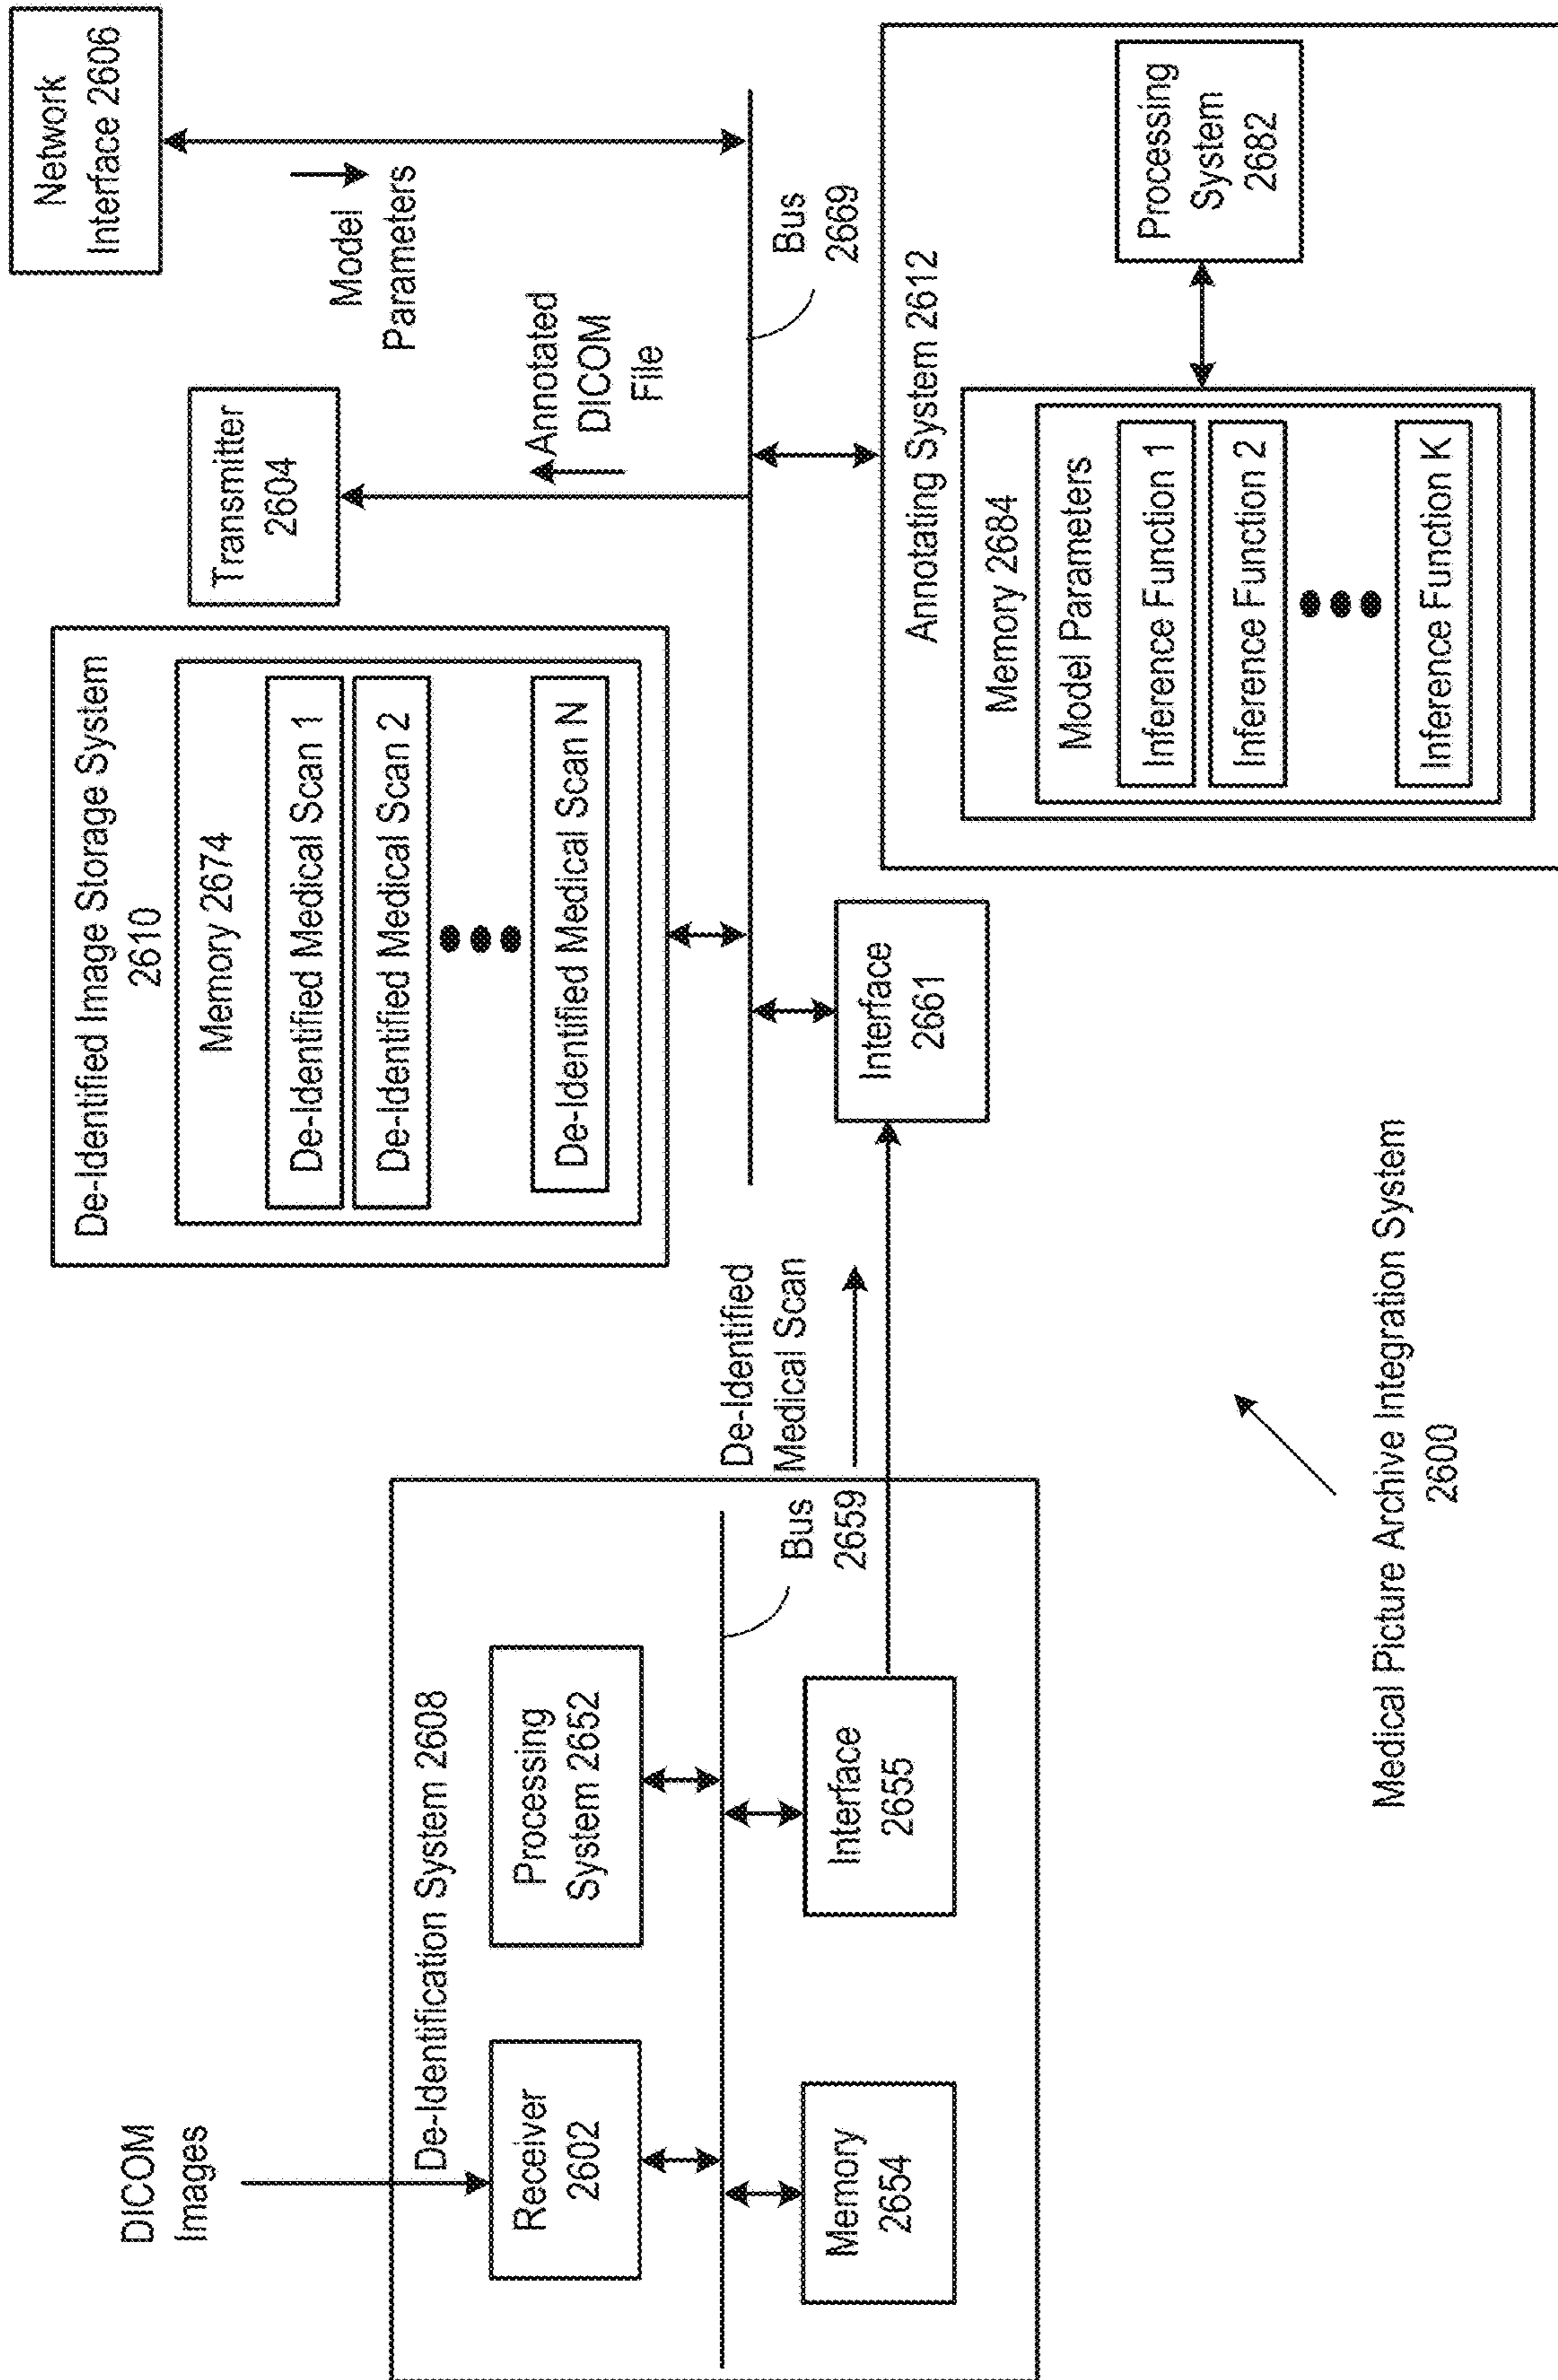 DICOM
Images
De-Identification System 2608
Receiver
2602
Processing
System 2652
Bus
2659
Memory
2654
Interface
2655
De-Identified
Medical Scan
De-Identified Image Storage System
2610
Memory 2674
De-Identified Medical Scan 1
De-Identified Medical Scan 2
De-Identified Medical Scan N
Interface
2661
Transmitter
2604
Annotated
DICOM
File
Network
Interface 2606
Model
Parameters
Bus
2669
Annotating System 2612
Memory 2684
Model Parameters
Inference Function 1
Inference Function 2
Inference Function K
Processing
System
2682
Medical Picture Archive Integration System
2600